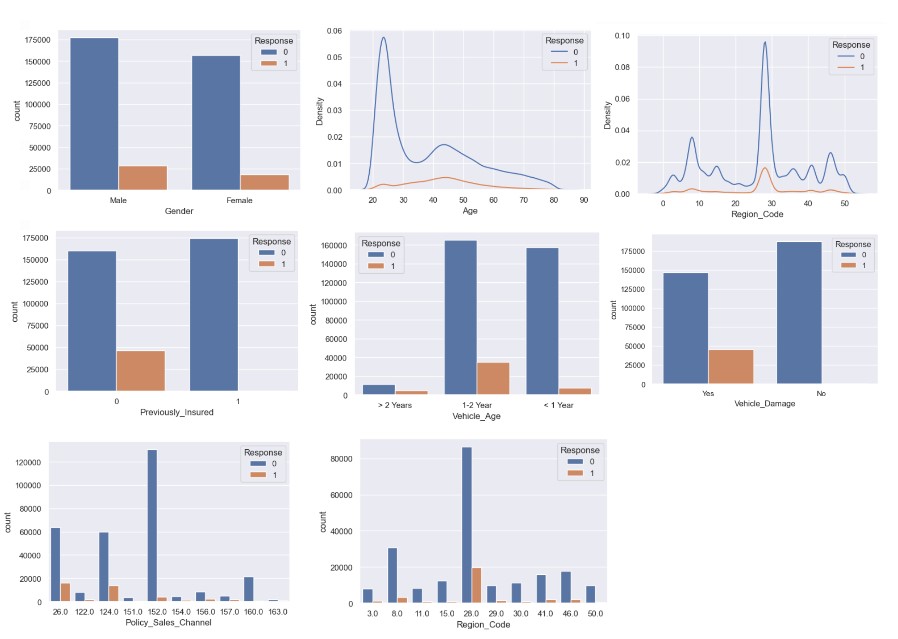 175000
150000
125000
100000
75000
50000
25000
0
count
Male Female
Gender
Response
0
1
0.06
0.05
0.04
0.03
0.02
0.01
0.00
Density
20 30 40 50 60 70 80 90
Age
Response
0
1
0.10
0.08
0.06
0.04
0.02
0.00
Density
0 10 20 30 40 50
Region_Code
Response
0
1
175000
150000
125000
100000
75000
50000
25000
0
count
0 1
Previously_Insured
Response
0
1
160000
140000
120000
100000
80000
60000
40000
20000
0
count
> 2 Years 1-2 Year < 1 Year
Vehicle_Age
Response
0
1
175000
150000
125000
100000
75000
50000
25000
0
count
Yes No
Vehicle_Damage
Response
0
1
120000
100000
80000
60000
40000
20000
0
count
26.0 122.0 124.0 151.0 152.0 154.0 156.0 157.0 160.0 163.0
Policy_Sales_Channel
Response
0
1
80000
60000
40000
20000
0
count
3.0 8.0 11.0 15.0 28.0 29.0 30.0 41.0 46.0 50.0
Region_Code
Response
0
1